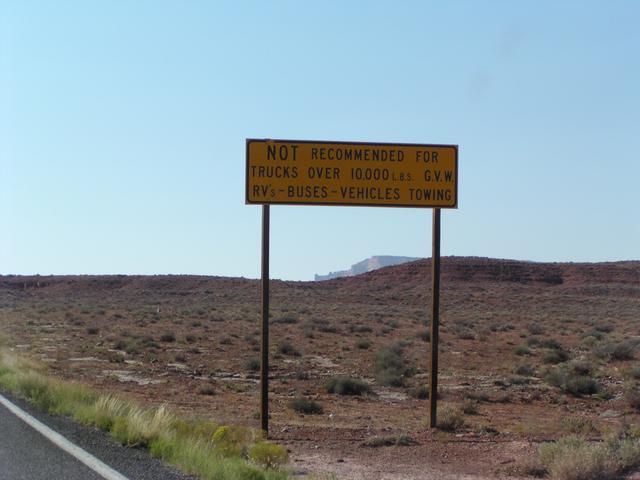 NOT RECOMMENDED FOR
TRUCKS OVER 10,000 L.B.S. G.V.W.
RV's - BUSES - VEHICLES TOWING